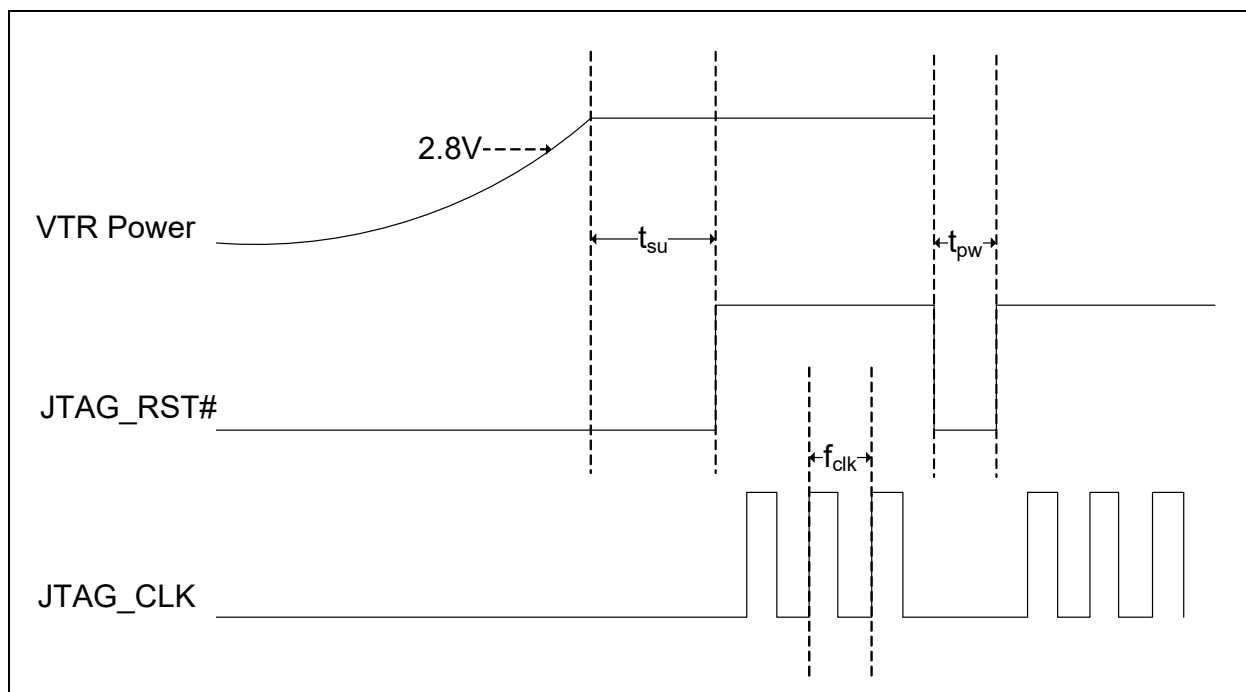 2.8V
VTR Power
tsu
tpw
JTAG_RST#
fclk
JTAG_CLK